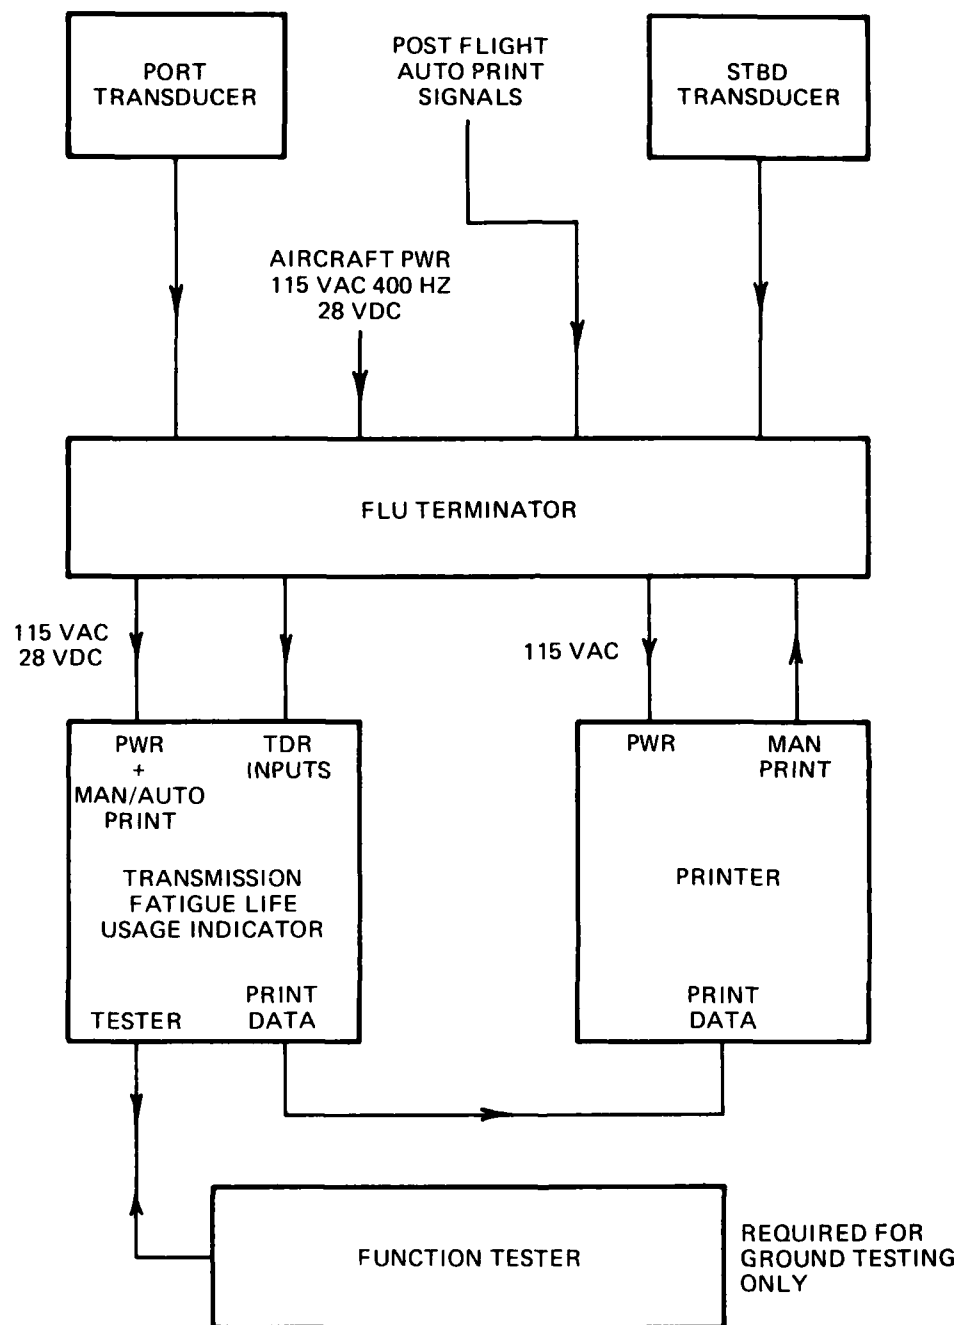 PORT
TRANSDUCER
POST FLIGHT
AUTO PRINT
SIGNALS
STBD
TRANSDUCER
AIRCRAFT PWR
115 VAC 400 HZ
28 VDC
FLU TERMINATOR
115 VAC
28 VDC
115 VAC
PWR
+
MAN/AUTO
PRINT
TDR
INPUTS
PWR
MAN
PRINT
TRANSMISSION
FATIGUE LIFE
USAGE INDICATOR
PRINTER
TESTER
PRINT
DATA
PRINT
DATA
FUNCTION TESTER
REQUIRED FOR
GROUND TESTING
ONLY